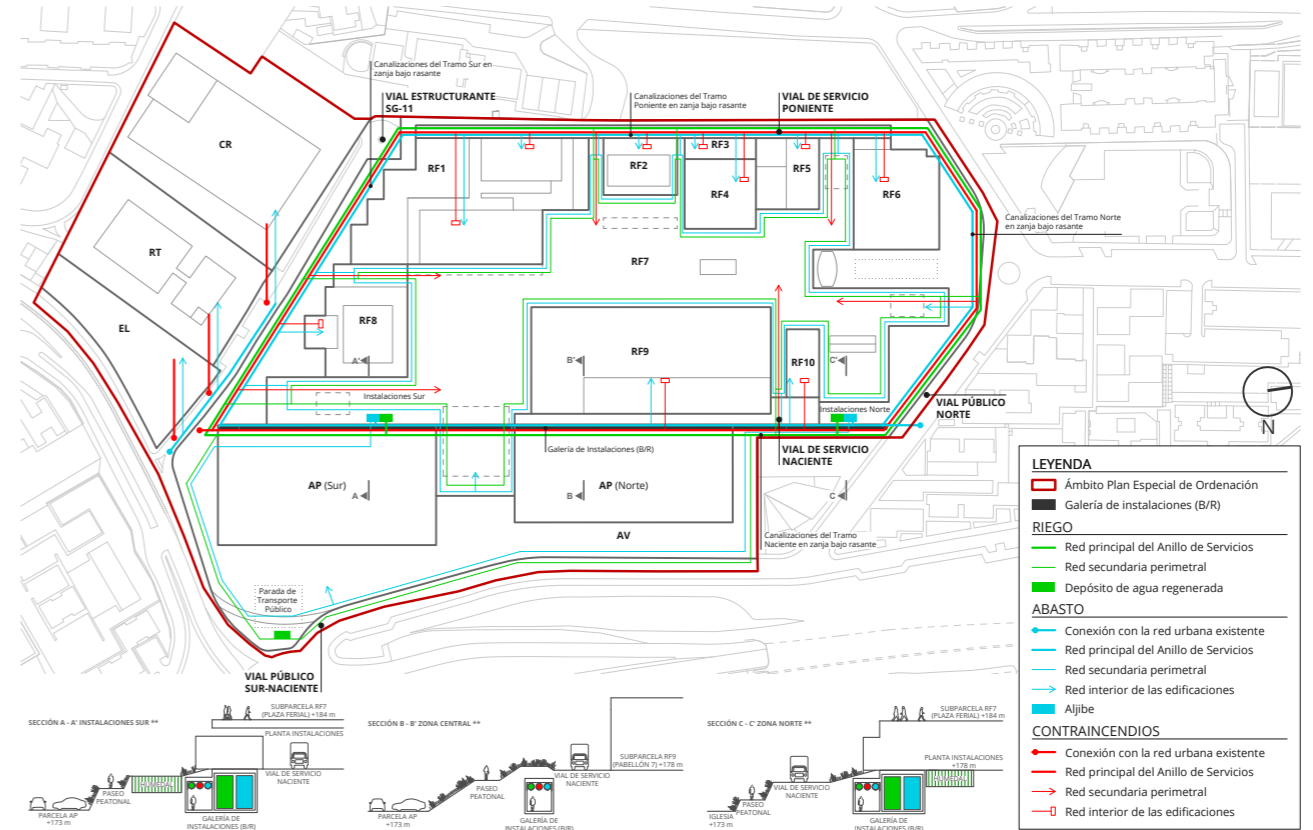 Canalizaciones del Tramo Sur en
zanja bajo rasante
VIAL ESTRUCTURANTE
SG-11
Canalizaciones del Tramo
Poniente en zanja bajo rasante
VIAL DE SERVICIO
PONIENTE
CR
RF1
RF2
RF3
RF4
RF5
RF6
Canalizaciones del Tramo Norte
en zanja bajo rasante
RT
RF7
EL
RF8
A'
B'
RF9
RF10
C'
Instalaciones Sur
Instalaciones Norte
VIAL PÚBLICO
NORTE
N
Galería de Instalaciones (B/R)
VIAL DE SERVICIO
NACIENTE
AP (Sur)
A
B
AP (Norte)
C
AV
Canalizaciones del Tramo
Naciente en zanja bajo rasante
Parada de
Transporte
Público
VIAL PÚBLICO
SUR-NACIENTE
LEYENDA
Ámbito Plan Especial de Ordenación
Galería de instalaciones (B/R)
RIEGO
Red principal del Anillo de Servicios
Red secundaria perimetral
Depósito de agua regenerada
ABASTO
Conexión con la red urbana existente
Red principal del Anillo de Servicios
Red secundaria perimetral
Red interior de las edificaciones
Aljibe
CONTRAINCENDIOS
Conexión con la red urbana existente
Red principal del Anillo de Servicios
Red secundaria perimetral
Red interior de las edificaciones
SECCIÓN A - A' INSTALACIONES SUR **
SUBPARCELA RF7
(PLAZA FERIAL) +184 m
PLANTA INSTALACIONES
VIAL DE SERVICIO
NACIENTE
PASEO
PEATONAL
PARCELA AP
+173 m
GALERÍA DE
INSTALACIONES (B/R)
SECCIÓN B - B' ZONA CENTRAL **
SUBPARCELA RF9
(PABELLÓN 7) +178 m
VIAL DE SERVICIO
NACIENTE
PASEO
PEATONAL
PARCELA AP
+173 m
GALERÍA DE
INSTALACIONES (B/R)
SECCIÓN C - C' ZONA NORTE **
SUBPARCELA RF7
(PLAZA FERIAL) +184 m
PLANTA INSTALACIONES
+178 m
VIAL DE SERVICIO
NACIENTE
PASEO
PEATONAL
IGLESIA
+173 m
GALERÍA DE
INSTALACIONES (B/R)